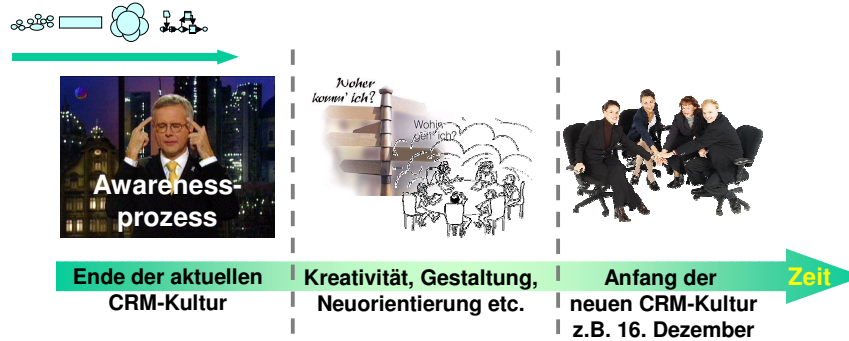 Woher
komm' ich?
Wohin
geh' ich?
Awareness-
prozess
Ende der aktuellen
CRM-Kultur
Kreativität, Gestaltung,
Neuorientierung etc.
Anfang der
neuen CRM-Kultur
z.B. 16. Dezember
Zeit